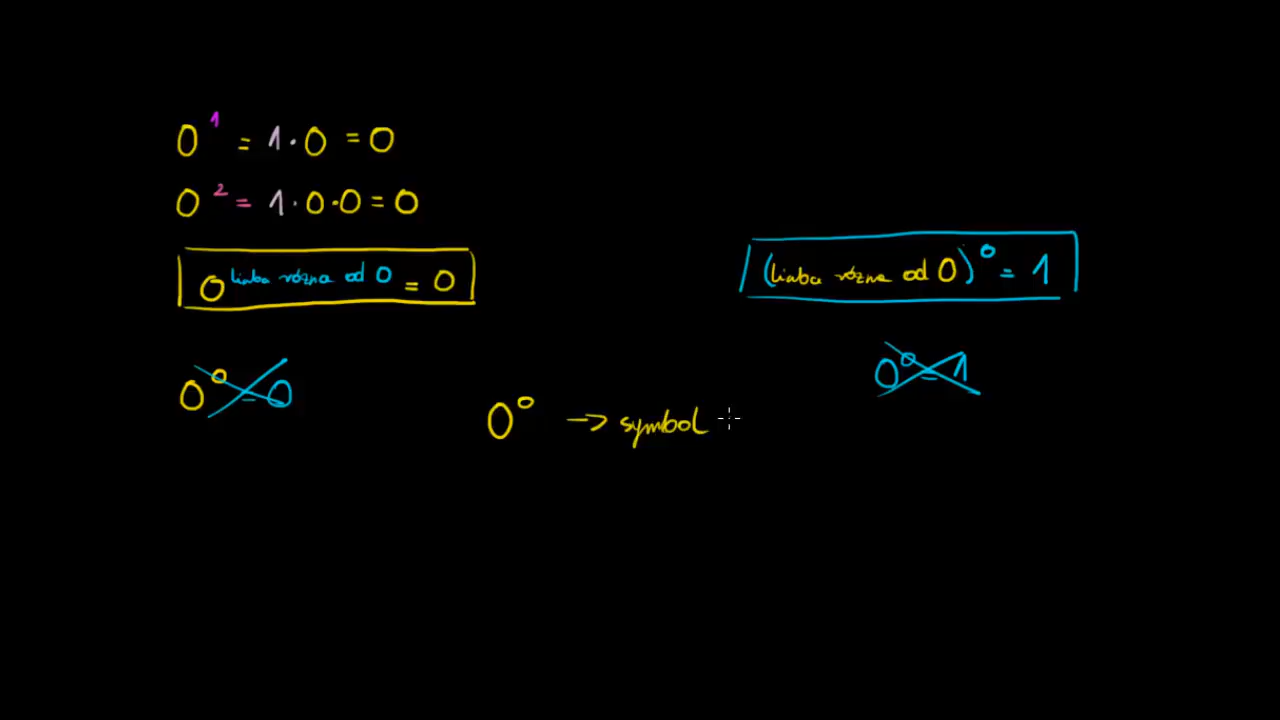 0¹ = 1·0 = 0
0² = 1·0·0 = 0
0^liczba różna od 0 = 0
(liczba różna od 0)⁰ = 1
0⁰ = 0
0⁰ = 1
0⁰ → symbol